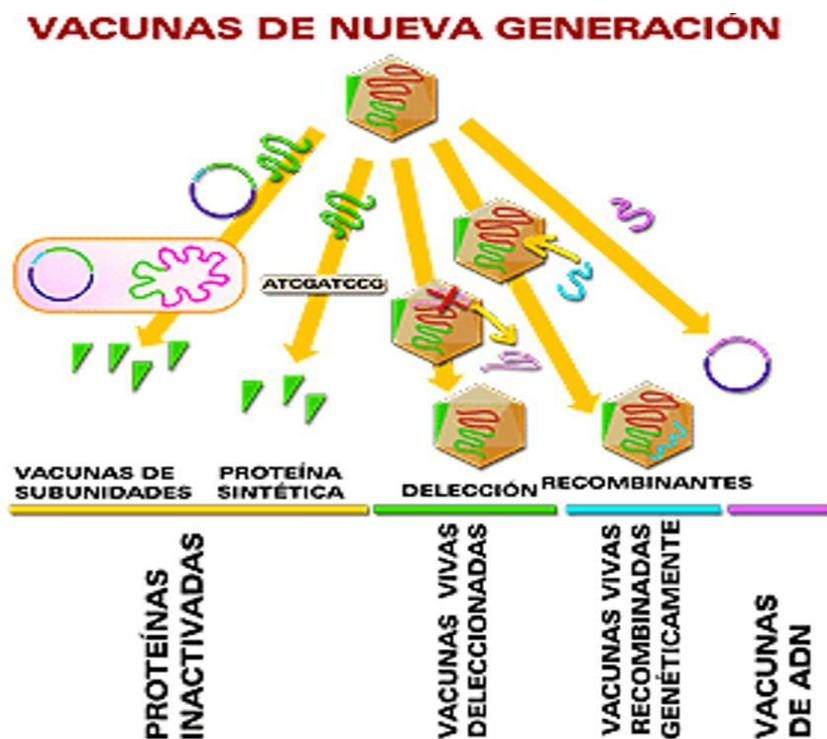 VACUNAS DE NUEVA GENERACIÓN
ATCGATCCG
VACUNAS DE
SUBUNIDADES
PROTEÍNA
SINTÉTICA
DELECCIÓN
RECOMBINANTES
PROTEÍNAS
INACTIVADAS
VACUNAS VIVAS
DELECCIONADAS
VACUNAS VIVAS
RECOMBINADAS
GENÉTICAMENTE
VACUNAS
DE ADN